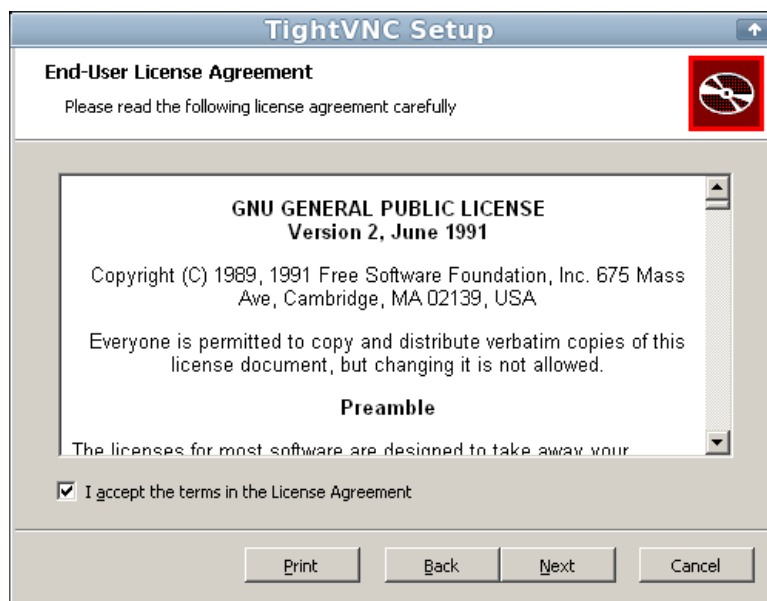 TightVNC Setup
End-User License Agreement
Please read the following license agreement carefully
GNU GENERAL PUBLIC LICENSE
Version 2, June 1991
Copyright (C) 1989, 1991 Free Software Foundation, Inc. 675 Mass
Ave, Cambridge, MA 02139, USA
Everyone is permitted to copy and distribute verbatim copies of this
license document, but changing it is not allowed.
Preamble
The licenses for most software are designed to take away your
I accept the terms in the License Agreement
Print Back Next Cancel